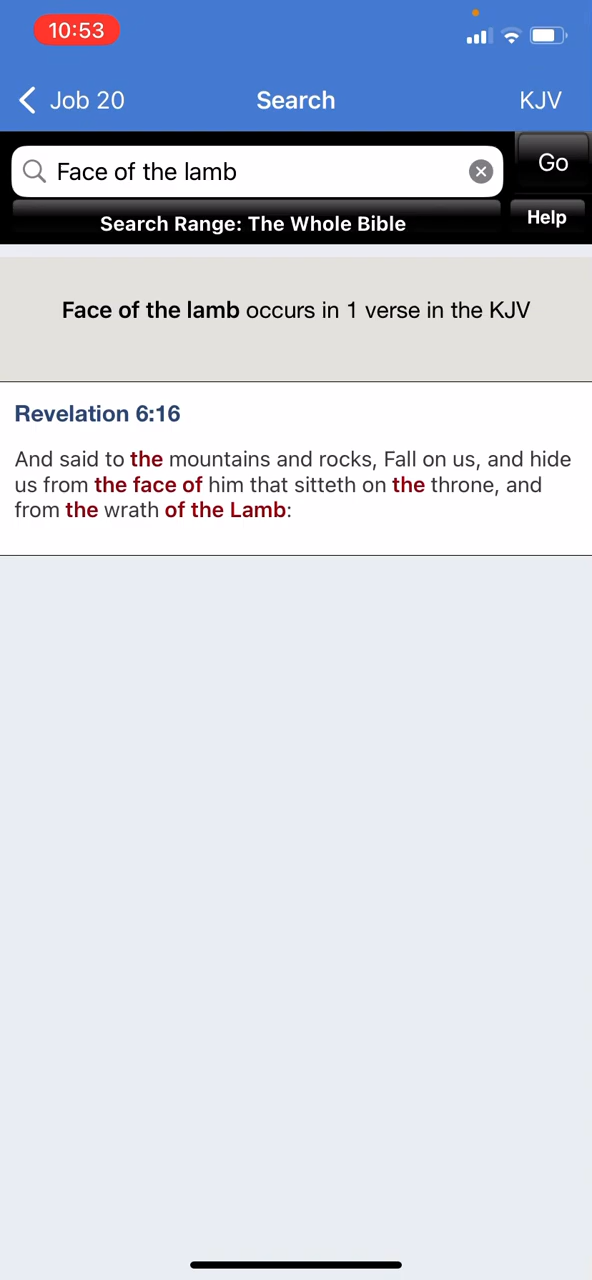 10:53
Job 20 Search KJV
Face of the lamb Go
Search Range: The Whole Bible Help
Face of the lamb occurs in 1 verse in the KJV
Revelation 6:16
And said to the mountains and rocks, Fall on us, and hide
us from the face of him that sitteth on the throne, and
from the wrath of the Lamb: